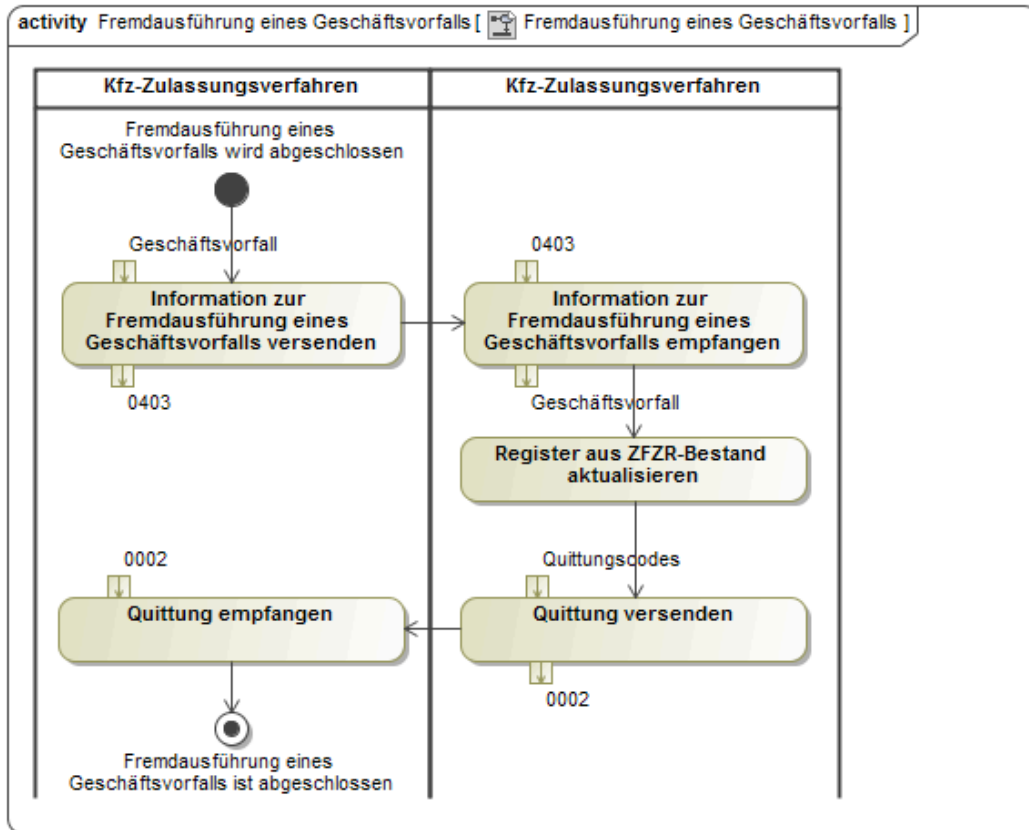 activity Fremdausführung eines Geschäftsvorfalls [ Fremdausführung eines Geschäftsvorfalls ]
Kfz-Zulassungsverfahren
Kfz-Zulassungsverfahren
Fremdausführung eines
Geschäftsvorfalls wird abgeschlossen
Geschäftsvorfall
0403
Information zur
Fremdausführung eines
Geschäftsvorfalls versenden
Information zur
Fremdausführung eines
Geschäftsvorfalls empfangen
0403
Geschäftsvorfall
Register aus ZFZR-Bestand
aktualisieren
0002
Quittungscodes
Quittung empfangen
Quittung versenden
0002
Fremdausführung eines
Geschäftsvorfalls ist abgeschlossen